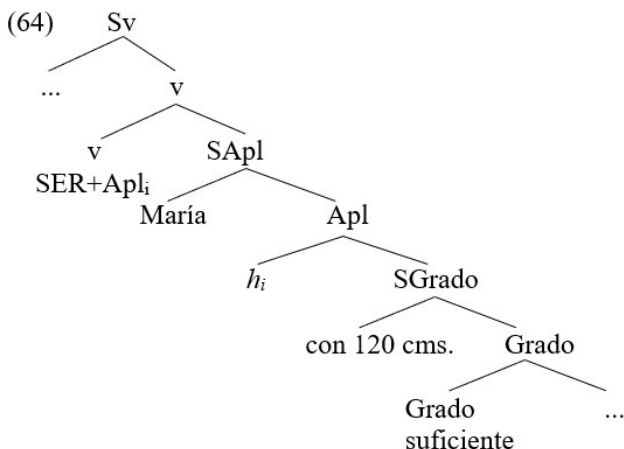 (64) Sv
... v
v SApl
SER+Apli
María Apl
hi SGrado
con 120 cms. Grado
Grado ...
suficiente